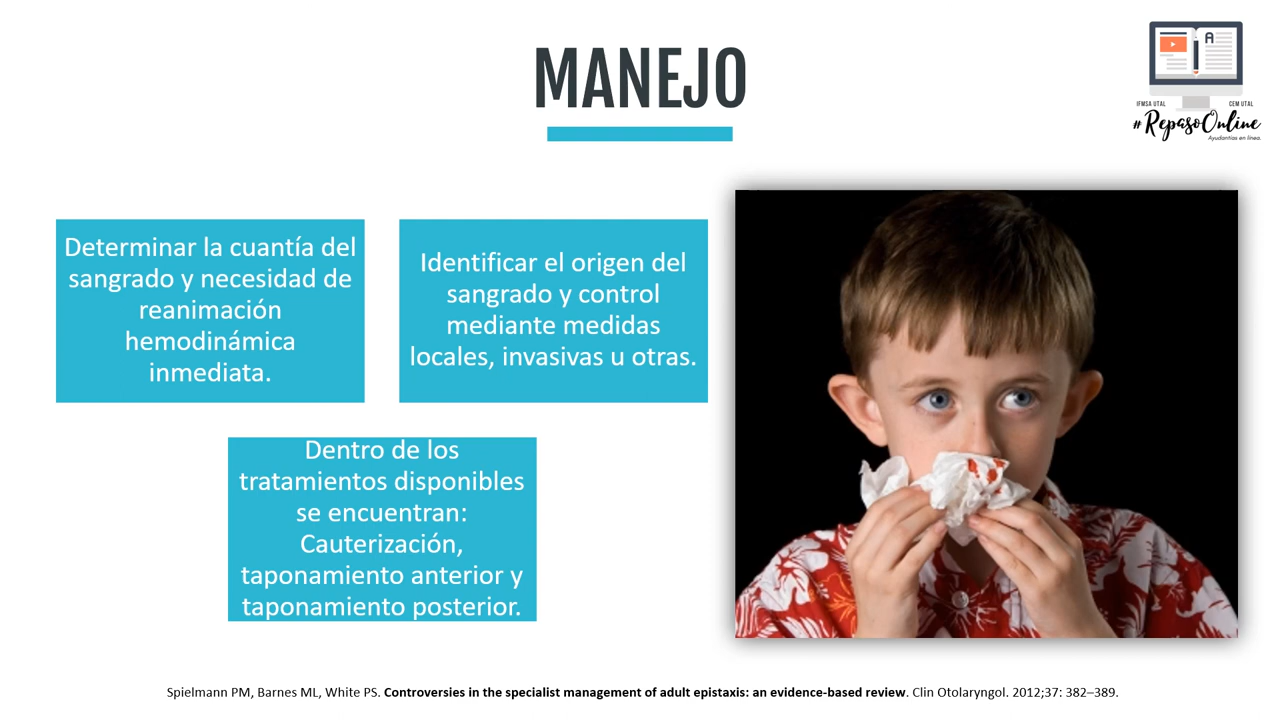 MANEJO
A
IFMSA UTAL
CEM UTAL
#RepasoOnline
Ayudantías en línea
Determinar la cuantía del
sangrado y necesidad de
reanimación
hemodinámica
inmediata.
Identificar el origen del
sangrado y control
mediante medidas
locales, invasivas u otras.
Dentro de los
tratamientos disponibles
se encuentran:
Cauterización,
taponamiento anterior y
taponamiento posterior.
Spielmann PM, Barnes ML, White PS. Controversies in the specialist management of adult epistaxis: an evidence-based review. Clin Otolaryngol. 2012;37: 382–389.